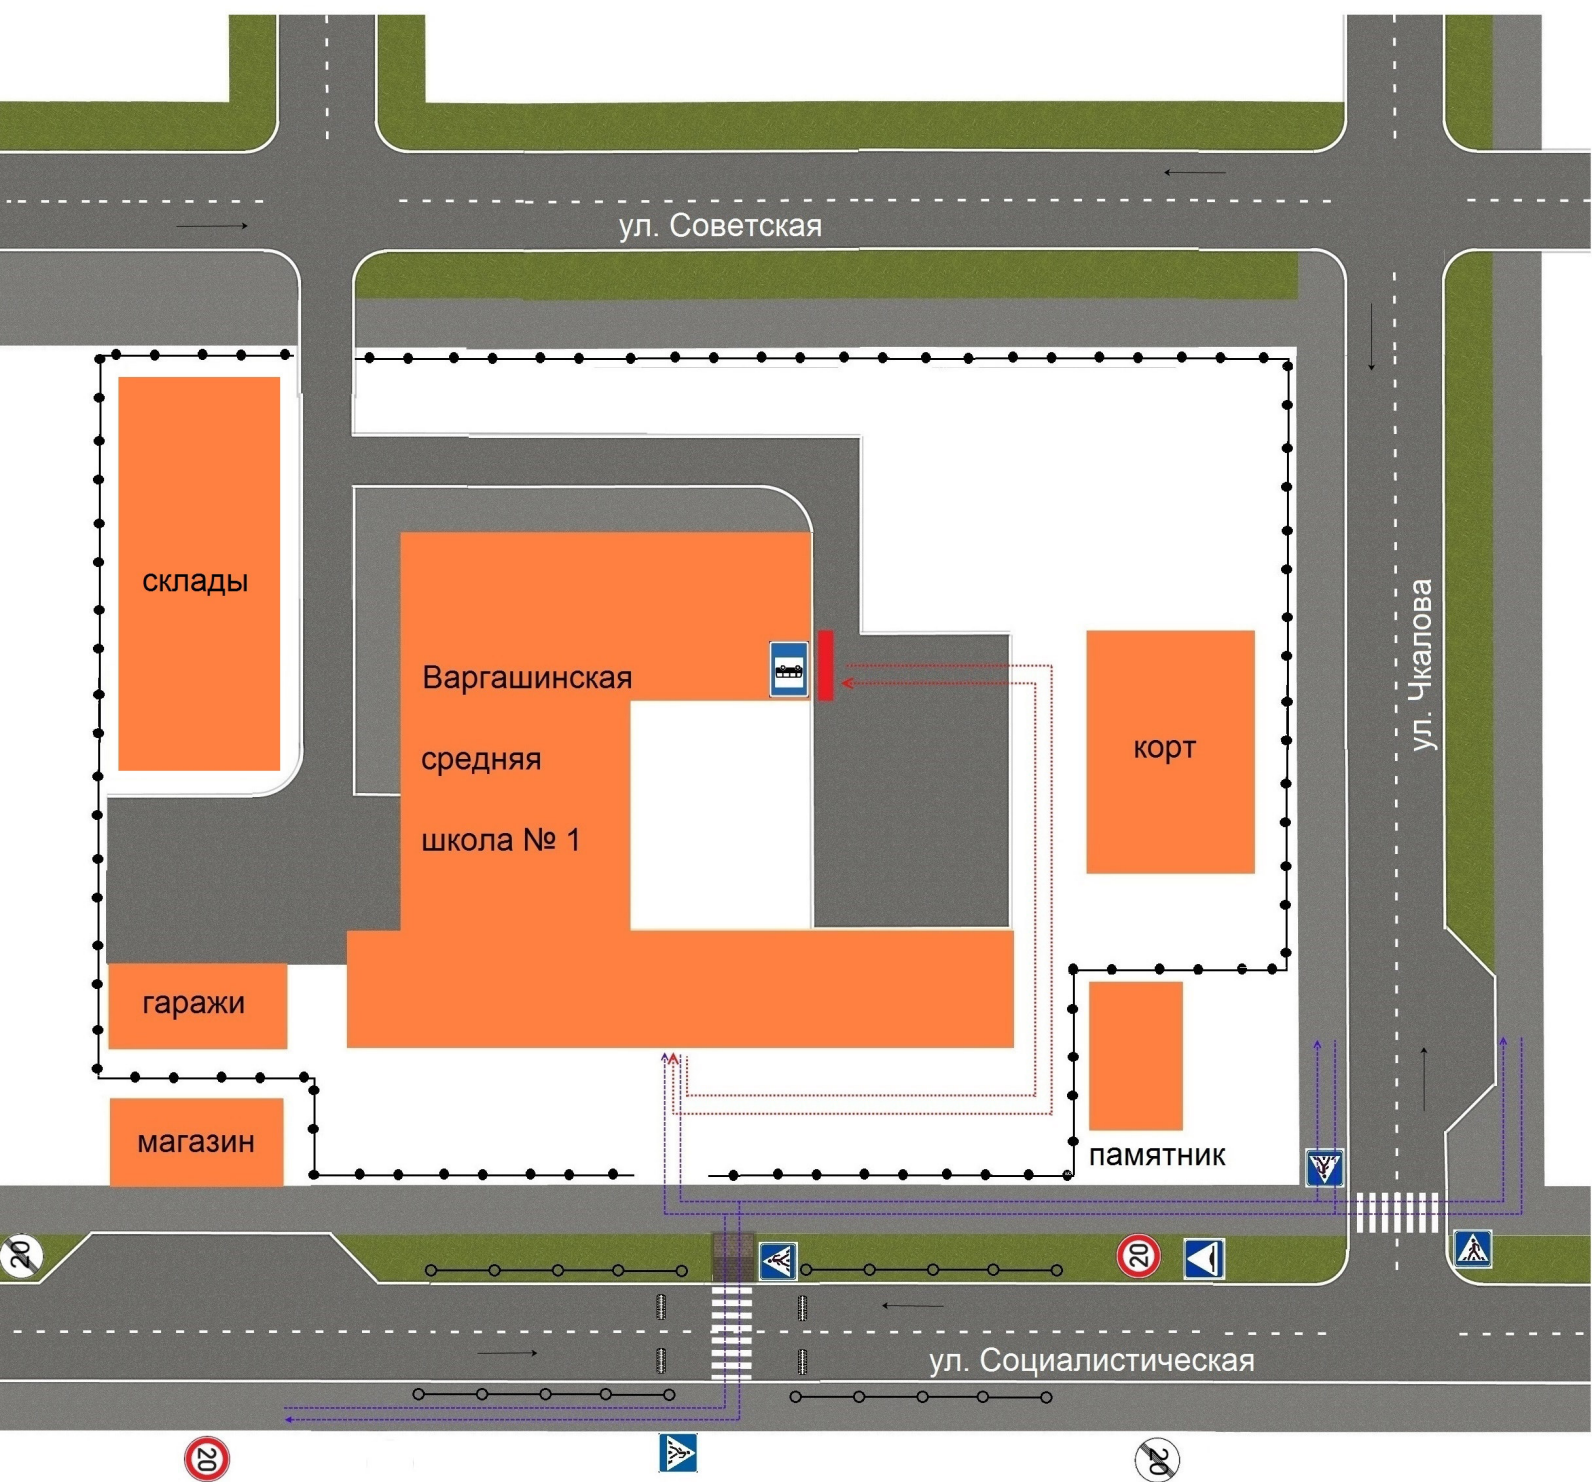 ул. Советская
склады
Варгашинская
средняя
школа № 1
ул. Чкалова
корт
гаражи
магазин
памятник
20
20
ул. Социалистическая
20
20